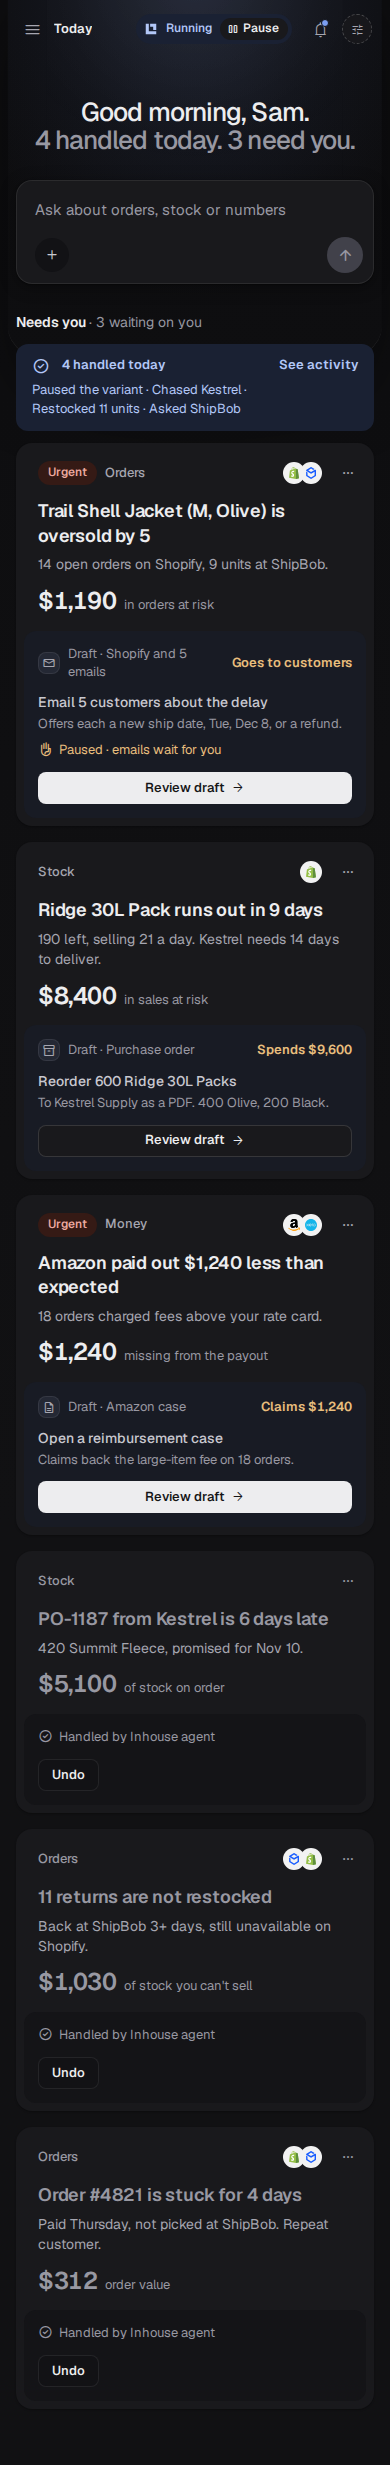 Today
Running
Pause
Good morning, Sam.
4 handled today. 3 need you.
Ask about orders, stock or numbers
Needs you · 3 waiting on you
4 handled today
See activity
Paused the variant · Chased Kestrel ·
Restocked 11 units · Asked ShipBob
Urgent
Orders
Trail Shell Jacket (M, Olive) is
oversold by 5
14 open orders on Shopify, 9 units at ShipBob.
$1,190 in orders at risk
Draft · Shopify and 5
emails
Goes to customers
Email 5 customers about the delay
Offers each a new ship date, Tue, Dec 8, or a refund.
Paused · emails wait for you
Review draft →
Stock
Ridge 30L Pack runs out in 9 days
190 left, selling 21 a day. Kestrel needs 14 days
to deliver.
$8,400 in sales at risk
Draft · Purchase order
Spends $9,600
Reorder 600 Ridge 30L Packs
To Kestrel Supply as a PDF. 400 Olive, 200 Black.
Review draft →
Urgent
Money
Amazon paid out $1,240 less than
expected
18 orders charged fees above your rate card.
$1,240 missing from the payout
Draft · Amazon case
Claims $1,240
Open a reimbursement case
Claims back the large-item fee on 18 orders.
Review draft →
Stock
PO-1187 from Kestrel is 6 days late
420 Summit Fleece, promised for Nov 10.
$5,100 of stock on order
Handled by Inhouse agent
Undo
Orders
11 returns are not restocked
Back at ShipBob 3+ days, still unavailable on
Shopify.
$1,030 of stock you can't sell
Handled by Inhouse agent
Undo
Orders
Order #4821 is stuck for 4 days
Paid Thursday, not picked at ShipBob. Repeat
customer.
$312 order value
Handled by Inhouse agent
Undo